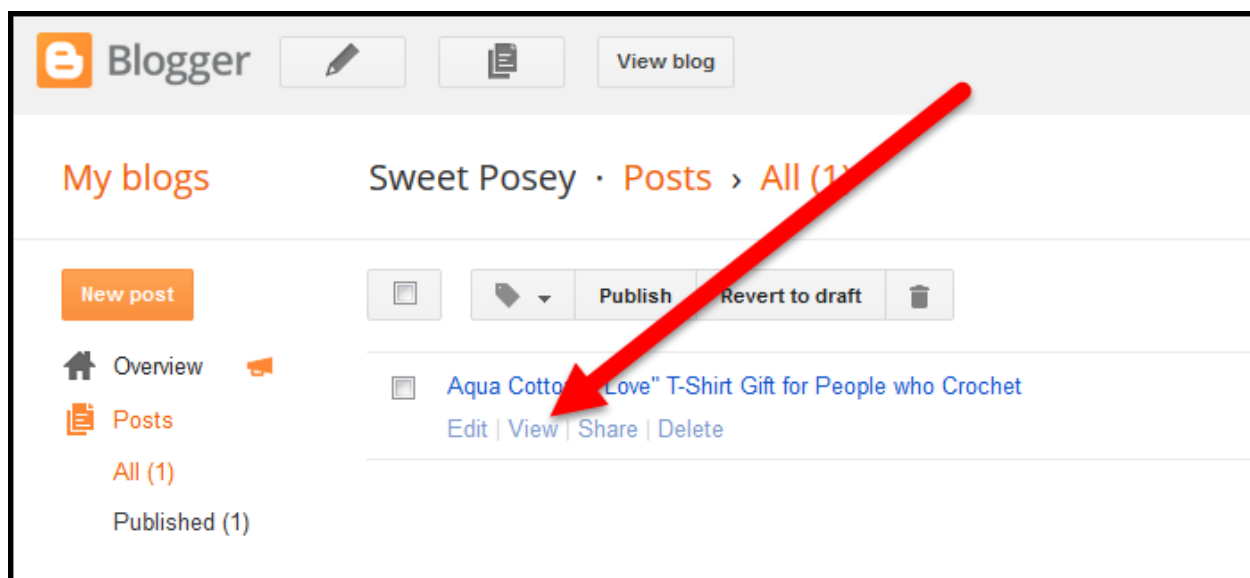 Blogger View blog
My blogs
Sweet Posey · Posts › All (1)
New post
Publish Revert to draft
Overview
Aqua Cotto Love" T-Shirt Gift for People who Crochet
Posts
Edit | View | Share | Delete
All (1)
Published (1)